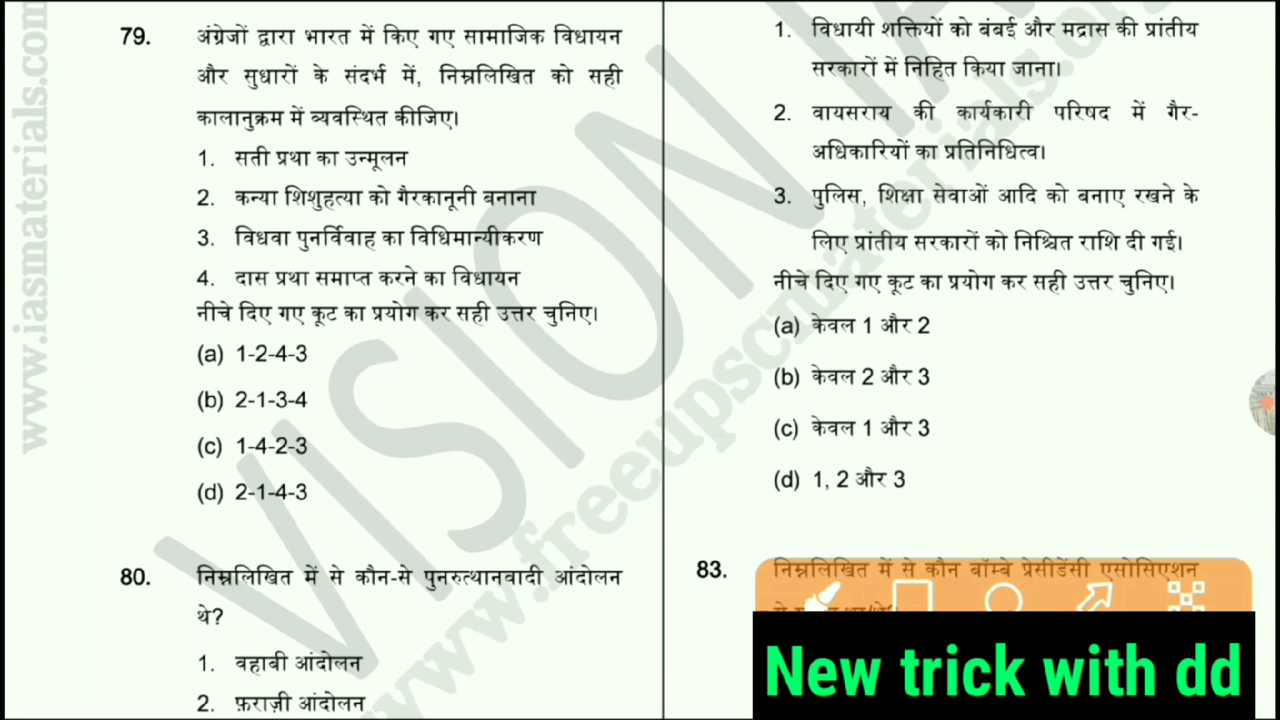 79. अंग्रेजों द्वारा भारत में किए गए सामाजिक विधायन
और सुधारों के संदर्भ में, निम्नलिखित को सही
कालानुक्रम में व्यवस्थित कीजिए।
1. सती प्रथा का उन्मूलन
2. कन्या शिशुहत्या को गैरकानूनी बनाना
3. विधवा पुनर्विवाह का विधिमान्यीकरण
4. दास प्रथा समाप्त करने का विधायन
नीचे दिए गए कूट का प्रयोग कर सही उत्तर चुनिए।
(a) 1-2-4-3
(b) 2-1-3-4
(c) 1-4-2-3
(d) 2-1-4-3
80. निम्नलिखित में से कौन-से पुनरुत्थानवादी आंदोलन
थे?
1. वहाबी आंदोलन
2. फ़राज़ी आंदोलन
1. विधायी शक्तियों को बंबई और मद्रास की प्रांतीय
सरकारों में निहित किया जाना।
2. वायसराय की कार्यकारी परिषद में गैर-
अधिकारियों का प्रतिनिधित्व।
3. पुलिस, शिक्षा सेवाओं आदि को बनाए रखने के
लिए प्रांतीय सरकारों को निश्चित राशि दी गई।
नीचे दिए गए कूट का प्रयोग कर सही उत्तर चुनिए।
(a) केवल 1 और 2
(b) केवल 2 और 3
(c) केवल 1 और 3
(d) 1, 2 और 3
83. निम्नलिखित में से कौन बॉम्बे प्रेसीडेंसी एसोसिएशन
New trick with dd
www.iasmaterials.com
VISION IA
www.freeupscmaterials.org